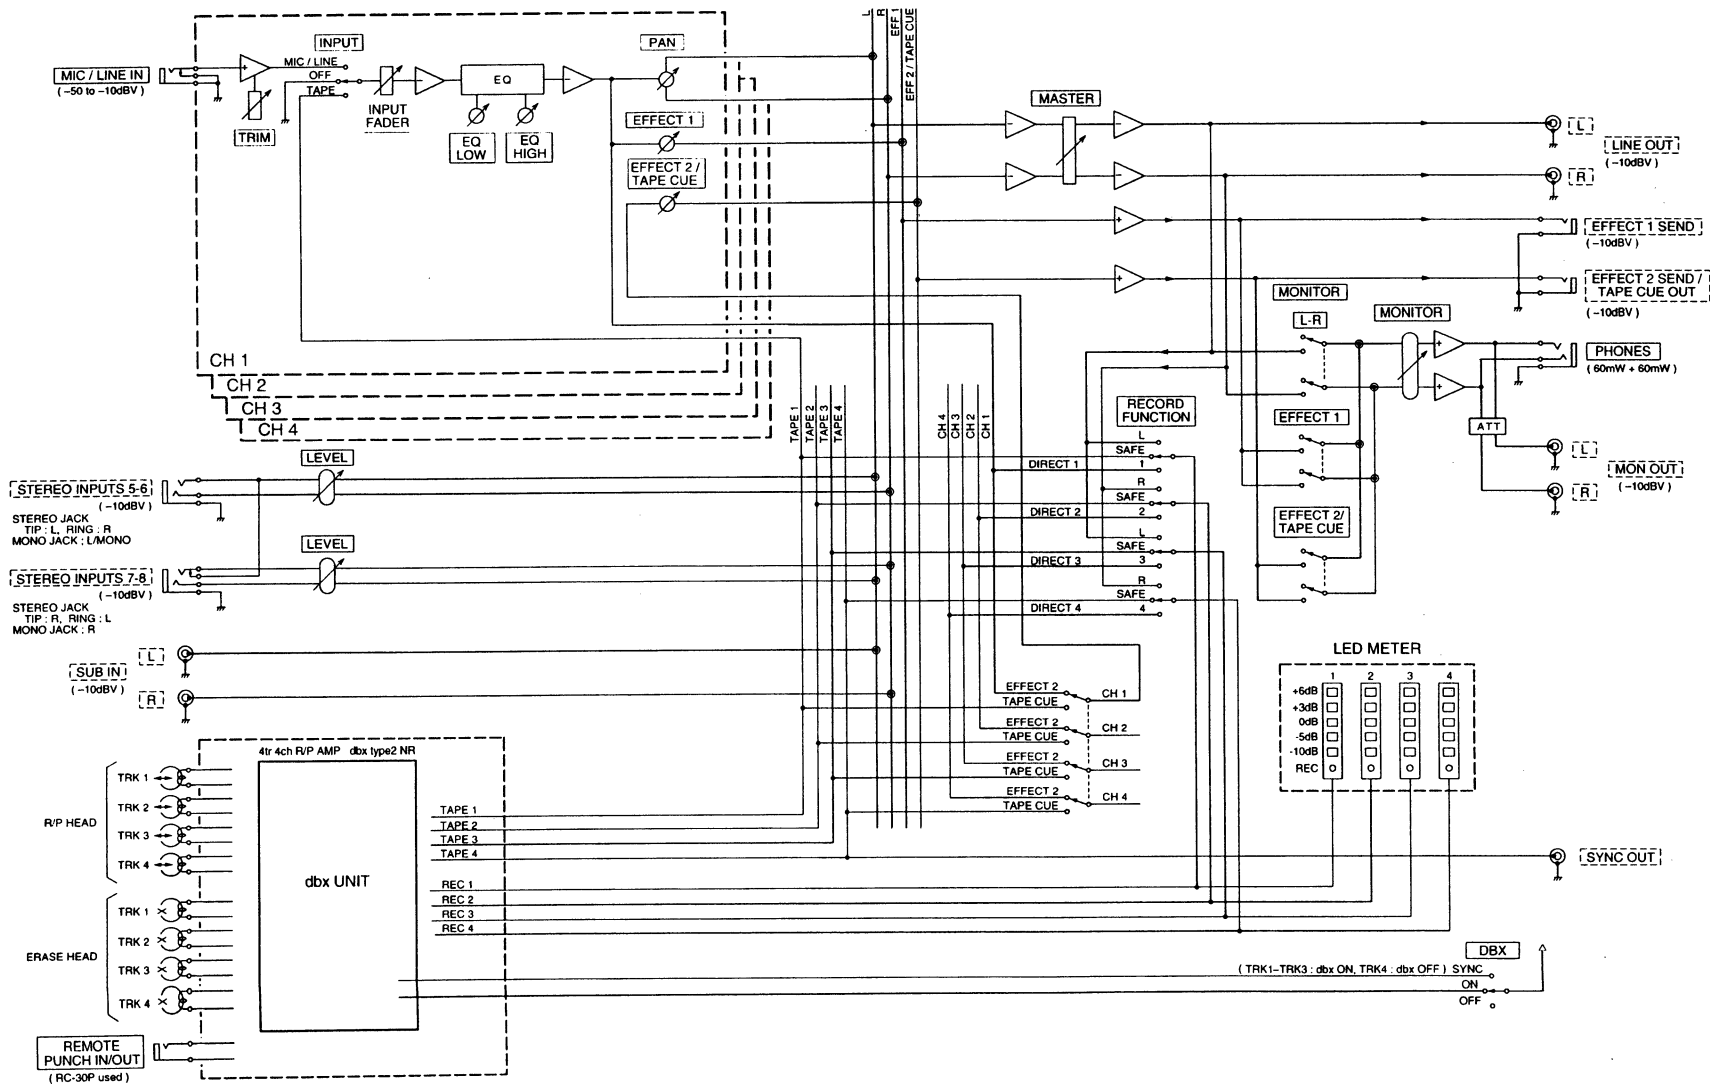 MIC / LINE IN
( –50 to –10dBV )
INPUT
MIC / LINE
OFF
TAPE
TRIM
INPUT
FADER
EQ
EQ
LOW
EQ
HIGH
PAN
EFFECT 1
EFFECT 2 /
TAPE CUE
CH 1
CH 2
CH 3
CH 4
L
R
EFF 1
EFF 2 / TAPE CUE
MASTER
L
R
LINE OUT
( –10dBV )
EFFECT 1 SEND
( –10dBV )
EFFECT 2 SEND /
TAPE CUE OUT
( –10dBV )
MONITOR
L-R
MONITOR
PHONES
( 60mW + 60mW )
EFFECT 1
ATT
L
R
MON OUT
( –10dBV )
EFFECT 2/
TAPE CUE
TAPE 1
TAPE 2
TAPE 3
TAPE 4
CH 4
CH 3
CH 2
CH 1
RECORD
FUNCTION
L
SAFE
DIRECT 1
1
R
SAFE
DIRECT 2
2
L
SAFE
DIRECT 3
3
R
SAFE
DIRECT 4
4
STEREO INPUTS 5-6
( –10dBV )
STEREO JACK
TIP : L, RING : R
MONO JACK ; L/MONO
LEVEL
STEREO INPUTS 7-8
( –10dBV )
STEREO JACK
TIP : R, RING : L
MONO JACK : R
LEVEL
SUB IN
( –10dBV )
L
R
EFFECT 2
TAPE CUE
CH 1
EFFECT 2
TAPE CUE
CH 2
EFFECT 2
TAPE CUE
CH 3
EFFECT 2
TAPE CUE
CH 4
LED METER
1 2 3 4
+6dB
+3dB
0dB
-5dB
-10dB
REC
4tr 4ch R/P AMP dbx type2 NR
dbx UNIT
R/P HEAD
TRK 1
TRK 2
TRK 3
TRK 4
ERASE HEAD
TRK 1
TRK 2
TRK 3
TRK 4
TAPE 1
TAPE 2
TAPE 3
TAPE 4
REC 1
REC 2
REC 3
REC 4
SYNC OUT
DBX
( TRK1–TRK3 : dbx ON, TRK4 : dbx OFF ) SYNC
ON
OFF
REMOTE
PUNCH IN/OUT
( RC-30P used )